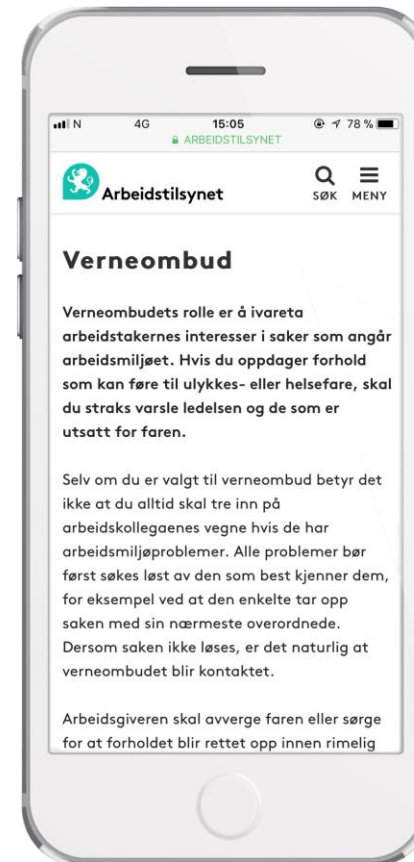 N 4G 15:05 78 %
ARBEIDSTILSYNET
Arbeidstilsynet SØK MENY
Verneombud
Verneombudets rolle er å ivareta
arbeidstakernes interesser i saker som angår
arbeidsmiljøet. Hvis du oppdager forhold
som kan føre til ulykkes- eller helsefare, skal
du straks varsle ledelsen og de som er
utsatt for faren.
Selv om du er valgt til verneombud betyr det
ikke at du alltid skal tre inn på
arbeidskollegaenes vegne hvis de har
arbeidsmiljøproblemer. Alle problemer bør
først søkes løst av den som best kjenner dem,
for eksempel ved at den enkelte tar opp
saken med sin nærmeste overordnede.
Dersom saken ikke løses, er det naturlig at
verneombudet blir kontaktet.
Arbeidsgiveren skal avverge faren eller sørge
for at forholdet blir rettet opp innen rimelig